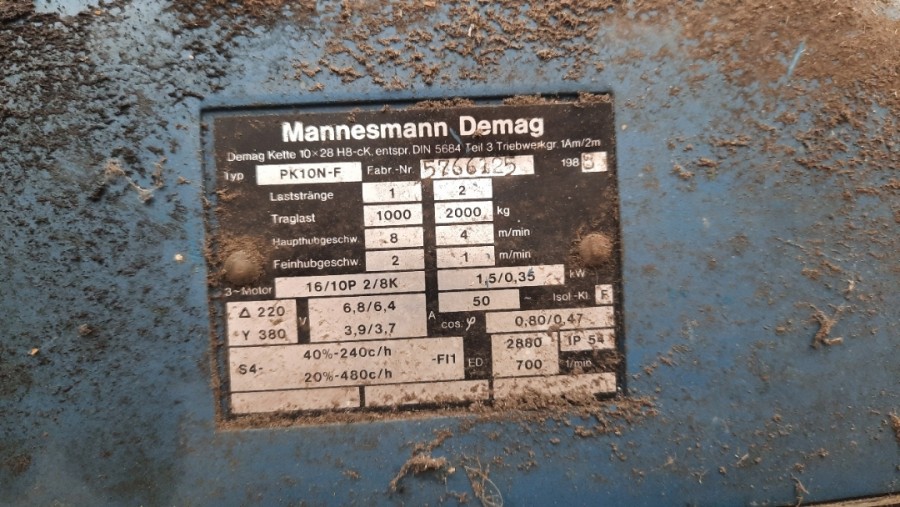 Mannesmann Demag
Demag Kette 10×28 H8-cK, entspr. DIN 5684 Teil 3 Triebwerkgr. 1Am/2m
Typ PK10N-F Fabr.-Nr. 5766125 198
Laststränge 1 2
Traglast 1000 2000 kg
Haupthubgeschw. 8 4 m/min
Feinhubgeschw. 2 1 m/min
3~Motor 16/10P 2/8K 1,5/0,35 kW
Δ 220 V 6,8/6,4 A 50 ~ Isol.-Kl. F
Y 380 3,9/3,7 cos. φ 0,80/0,47
S4- 40%-240c/h -FI1 ED 2880 IP 54
20%-480c/h 700 1/min